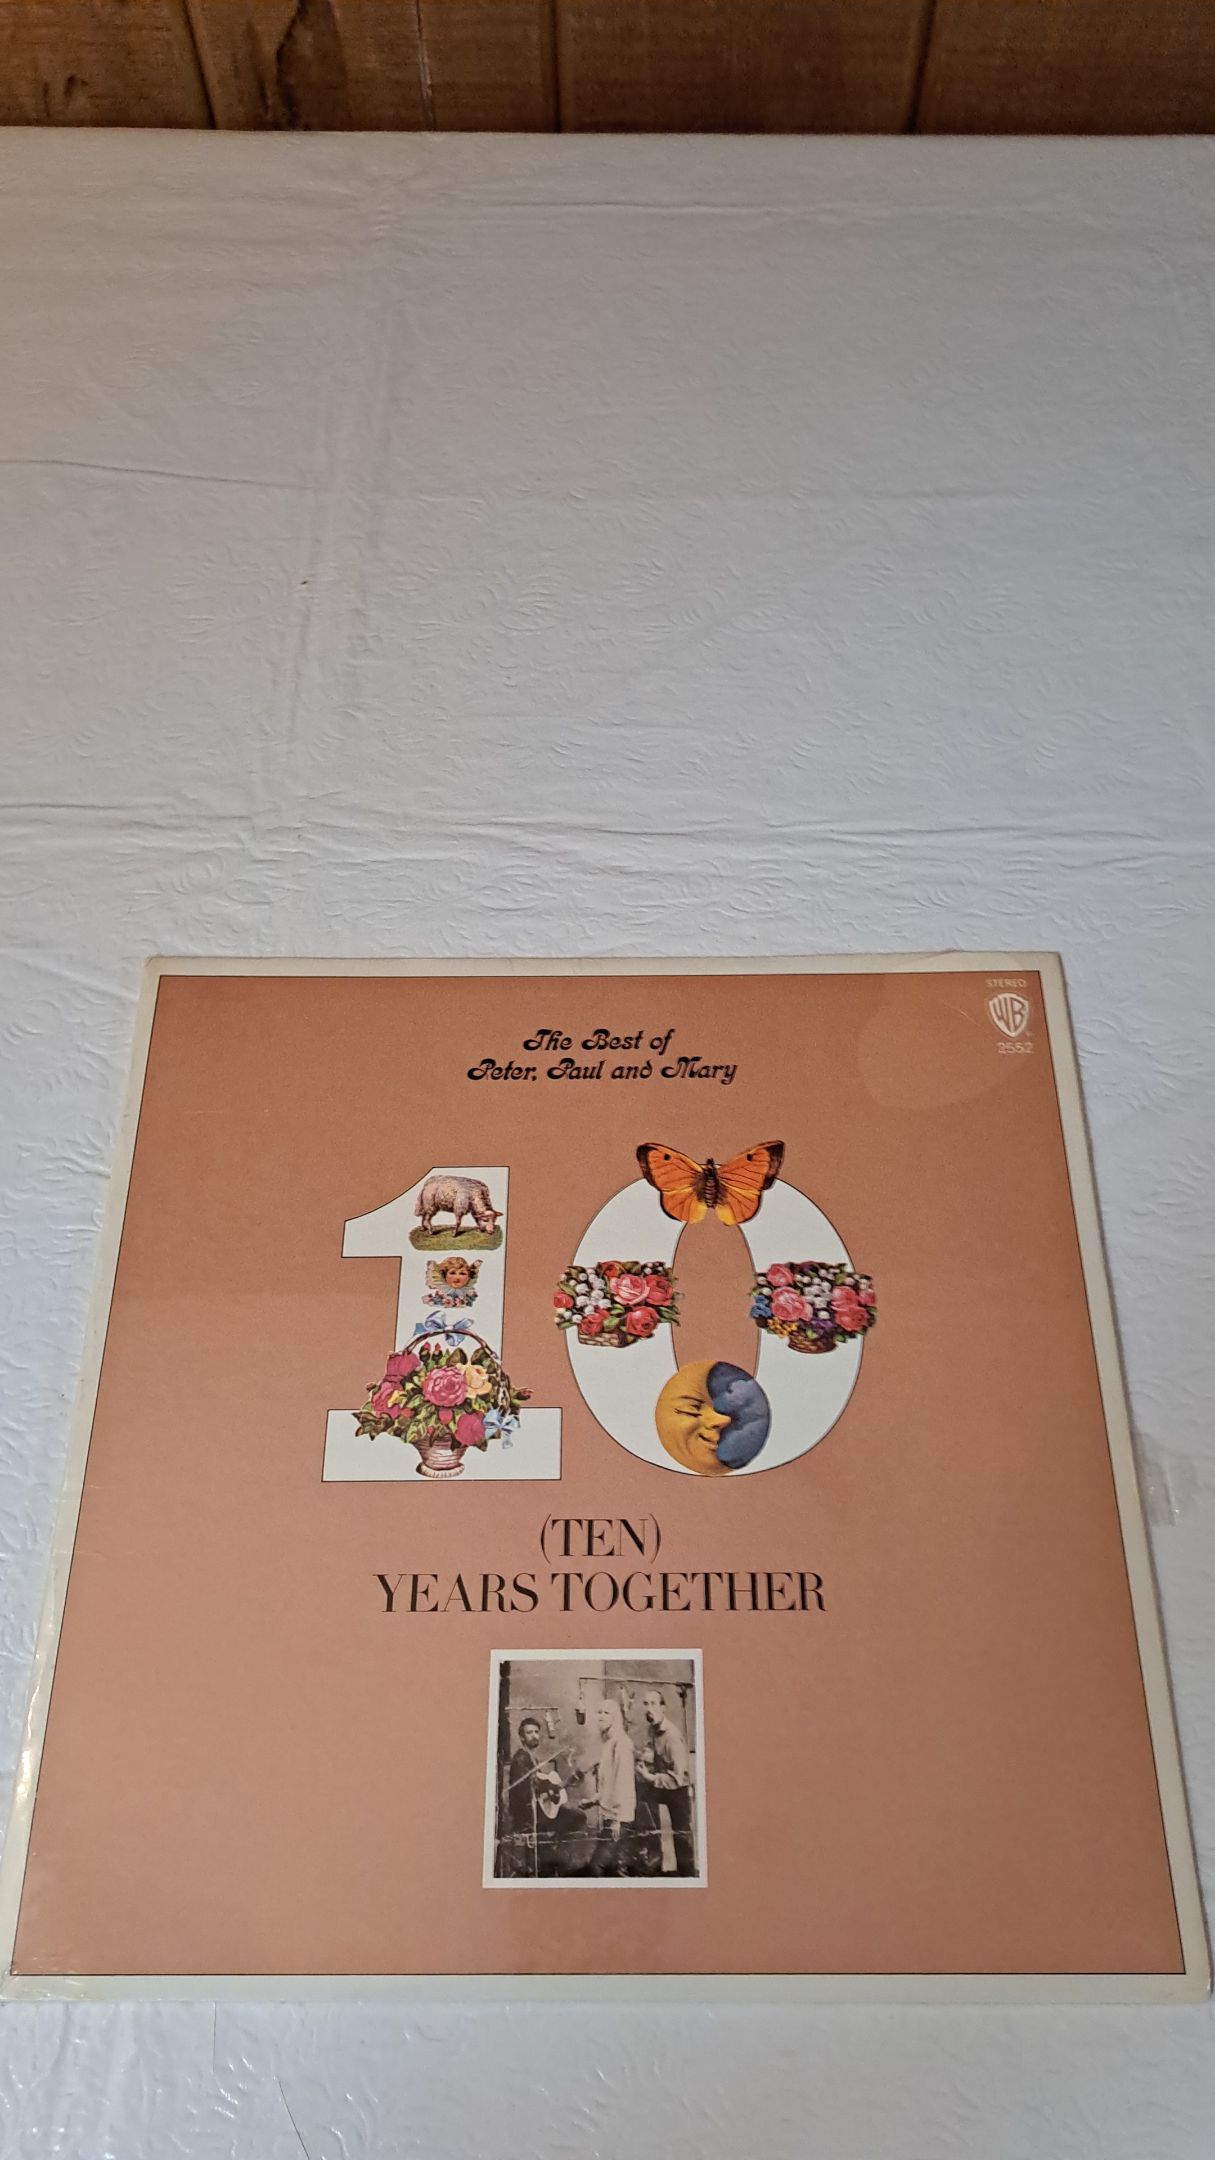 STEREO
WB
2552
The Best of
Peter, Paul and Mary
10
(TEN)
YEARS TOGETHER